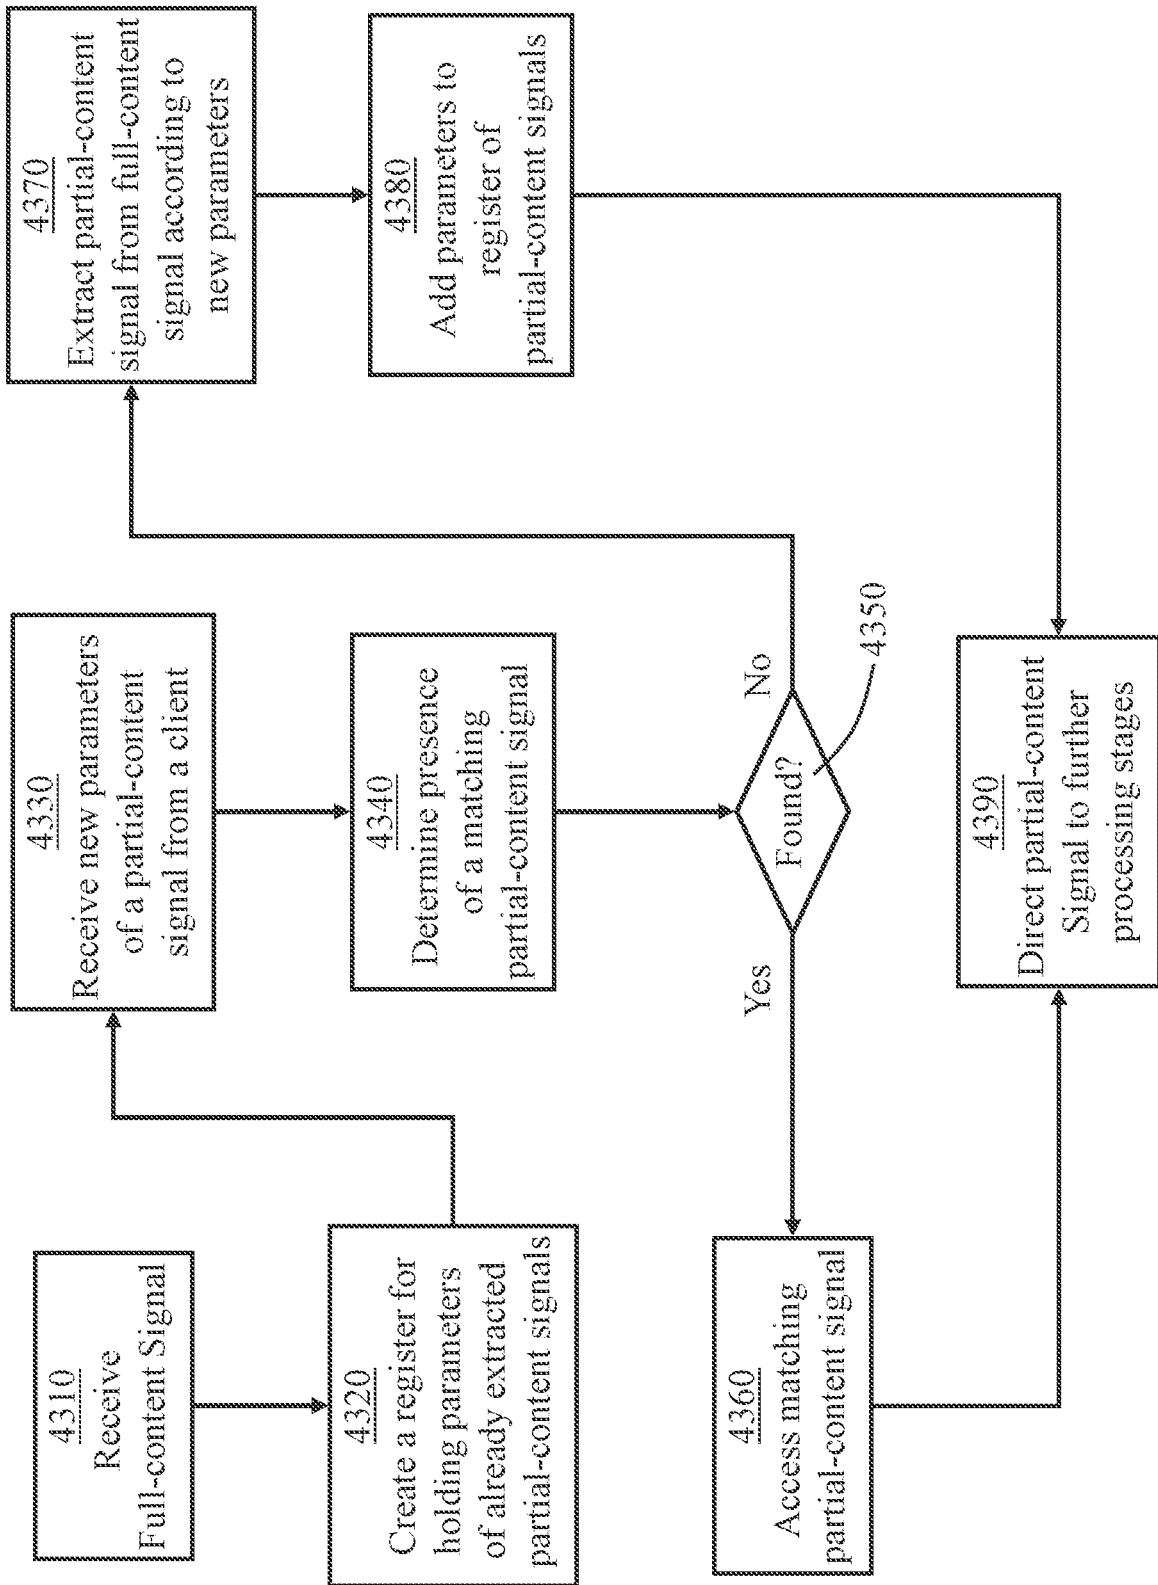 4310
Receive
Full-content Signal
4320
Create a register for
holding parameters
of already extracted
partial-content signals
4330
Receive new parameters
of a partial-content
signal from a client
4340
Determine presence
of a matching
partial-content signal
Found?
4350
Yes
No
4360
Access matching
partial-content signal
4370
Extract partial-content
signal from full-content
signal according to
new parameters
4380
Add parameters to
register of
partial-content signals
4390
Direct partial-content
Signal to further
processing stages